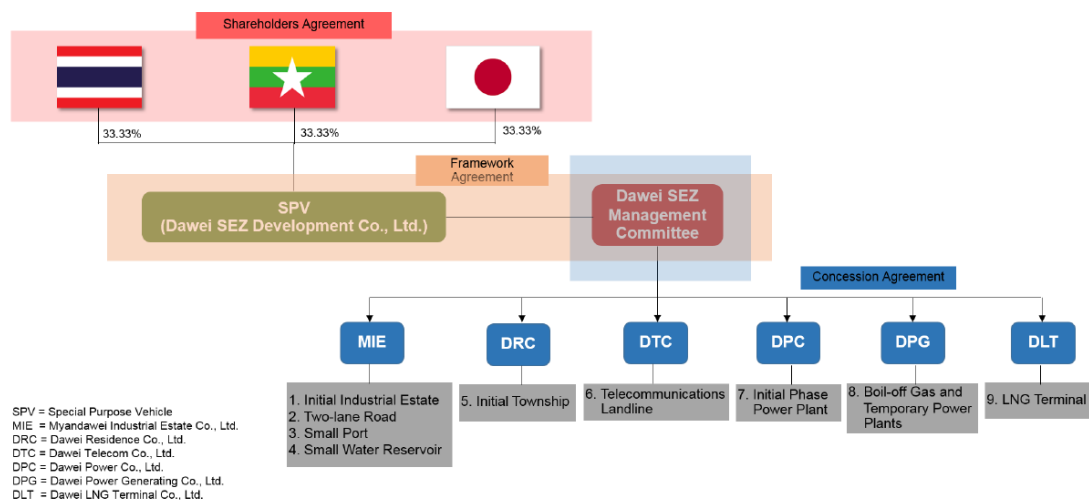 Shareholders Agreement
33.33%
33.33%
33.33%
Framework
Agreement
SPV
(Dawei SEZ Development Co., Ltd.)
Dawei SEZ
Management
Committee
Concession Agreement
MIE
DRC
DTC
DPC
DPG
DLT
1. Initial Industrial Estate
2. Two-lane Road
3. Small Port
4. Small Water Reservoir
5. Initial Township
6. Telecommunications
Landline
7. Initial Phase
Power Plant
8. Boil-off Gas and
Temporary Power
Plants
9. LNG Terminal
SPV = Special Purpose Vehicle
MIE = Myandawei Industrial Estate Co., Ltd.
DRC = Dawei Residence Co., Ltd.
DTC = Dawei Telecom Co., Ltd.
DPC = Dawei Power Co., Ltd.
DPG = Dawei Power Generating Co., Ltd.
DLT = Dawei LNG Terminal Co., Ltd.